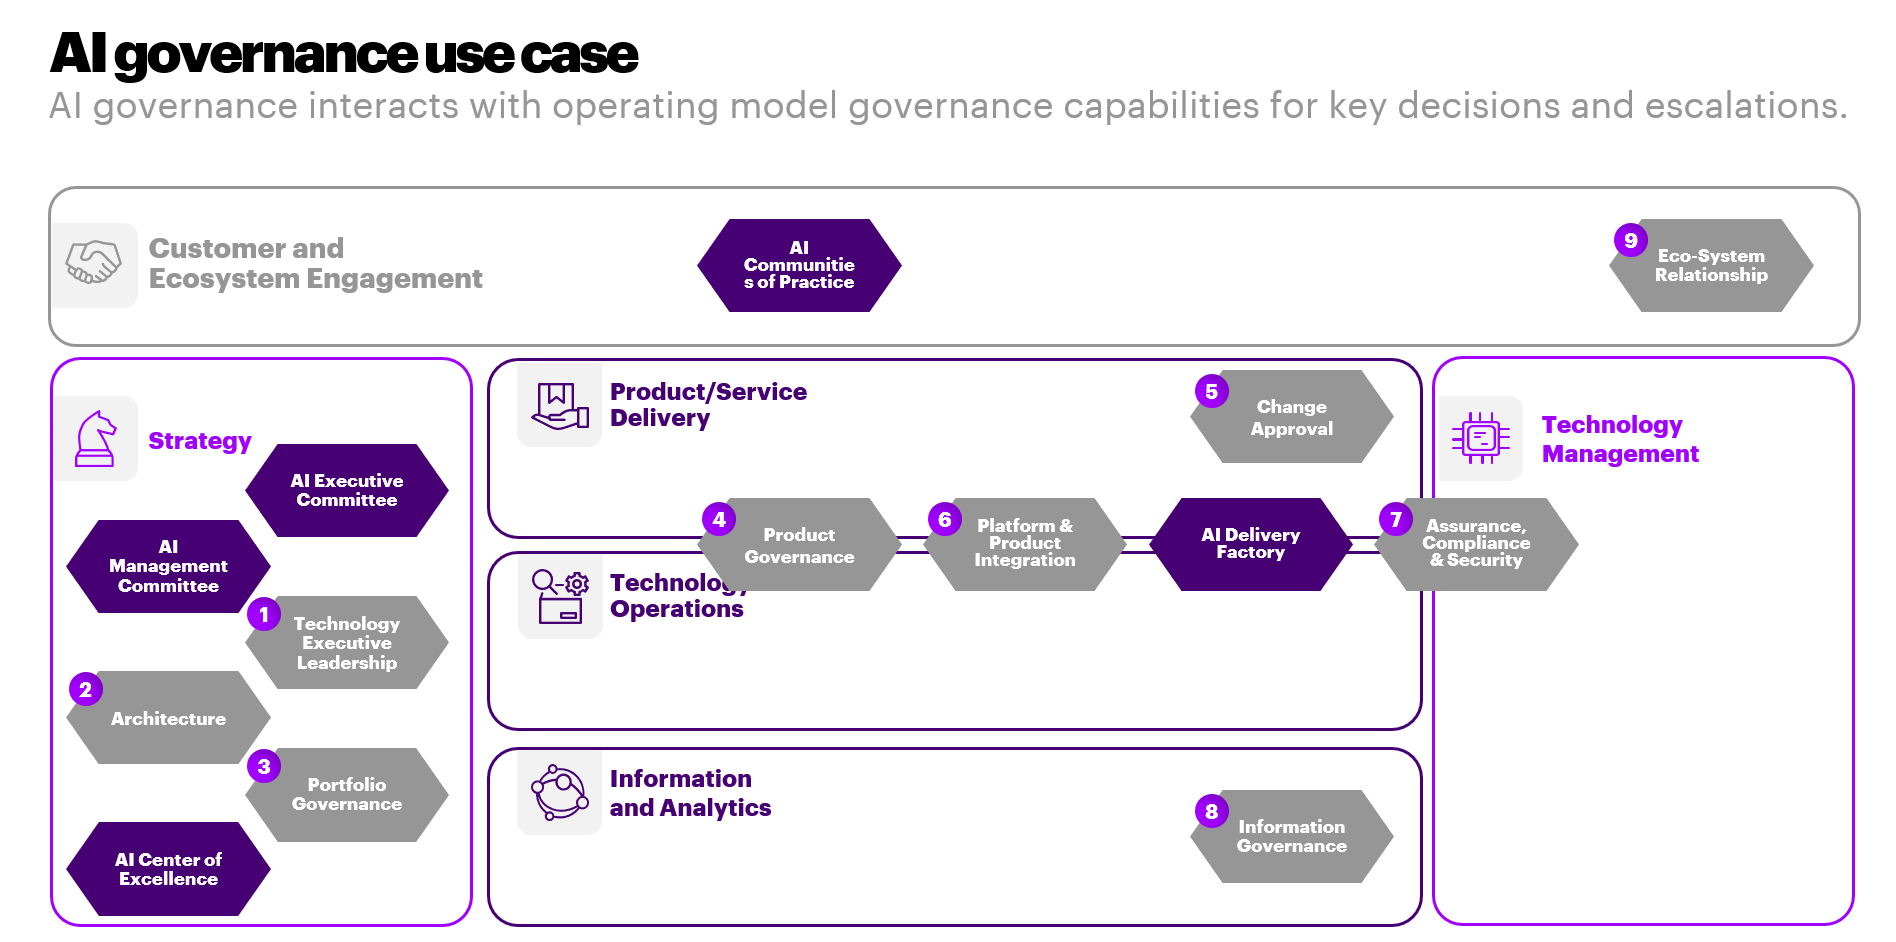 AI governance use case
AI governance interacts with operating model governance capabilities for key decisions and escalations.
Customer and
Ecosystem Engagement
AI
Communitie
s of Practice
9
Eco-System
Relationship
Strategy
AI Executive
Committee
AI
Management
Committee
1
Technology
Executive
Leadership
2
Architecture
3
Portfolio
Governance
AI Center of
Excellence
Product/Service
Delivery
5
Change
Approval
4
Product
Governance
6
Platform &
Product
Integration
AI Delivery
Factory
7
Assurance,
Compliance
& Security
Technology
Operations
Information
and Analytics
8
Information
Governance
Technology
Management